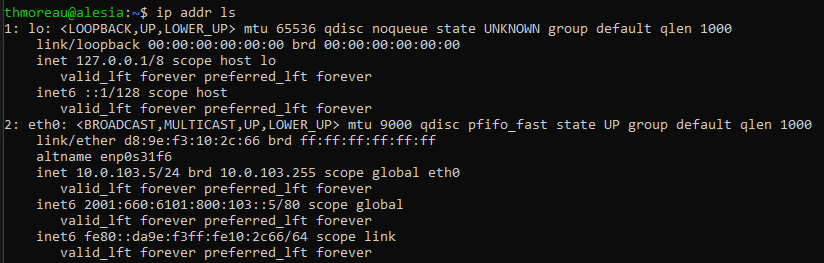 thmoreau@alesia:~$ ip addr ls
1: lo: <LOOPBACK,UP,LOWER_UP> mtu 65536 qdisc noqueue state UNKNOWN group default qlen 1000
    link/loopback 00:00:00:00:00:00 brd 00:00:00:00:00:00
    inet 127.0.0.1/8 scope host lo
       valid_lft forever preferred_lft forever
    inet6 ::1/128 scope host
       valid_lft forever preferred_lft forever
2: eth0: <BROADCAST,MULTICAST,UP,LOWER_UP> mtu 9000 qdisc pfifo_fast state UP group default qlen 1000
    link/ether d8:9e:f3:10:2c:66 brd ff:ff:ff:ff:ff:ff
    altname enp0s31f6
    inet 10.0.103.5/24 brd 10.0.103.255 scope global eth0
       valid_lft forever preferred_lft forever
    inet6 2001:660:6101:800:103::5/80 scope global
       valid_lft forever preferred_lft forever
    inet6 fe80::da9e:f3ff:fe10:2c66/64 scope link
       valid_lft forever preferred_lft forever